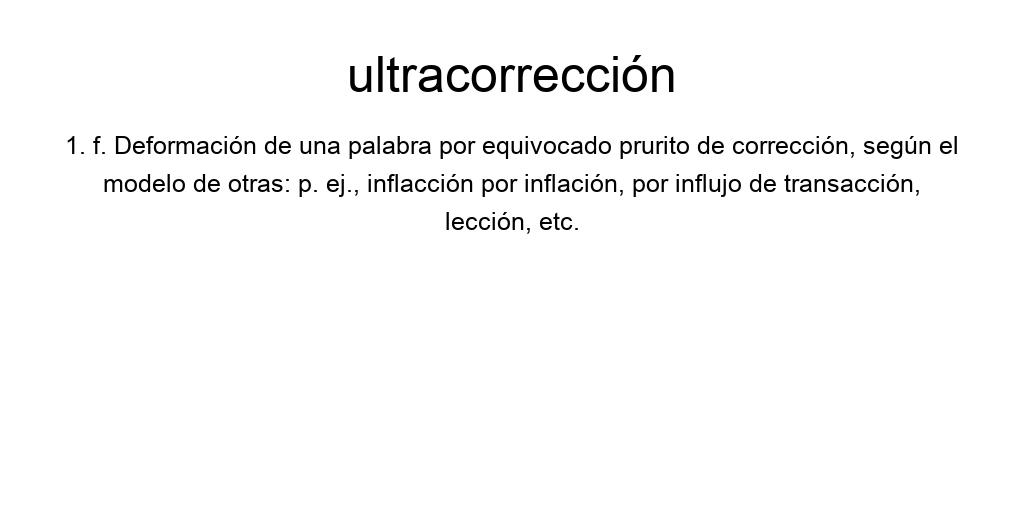 ultracorrección
1. f. Deformación de una palabra por equivocado prurito de corrección, según el
modelo de otras: p. ej., inflacción por inflación, por influjo de transacción,
lección, etc.